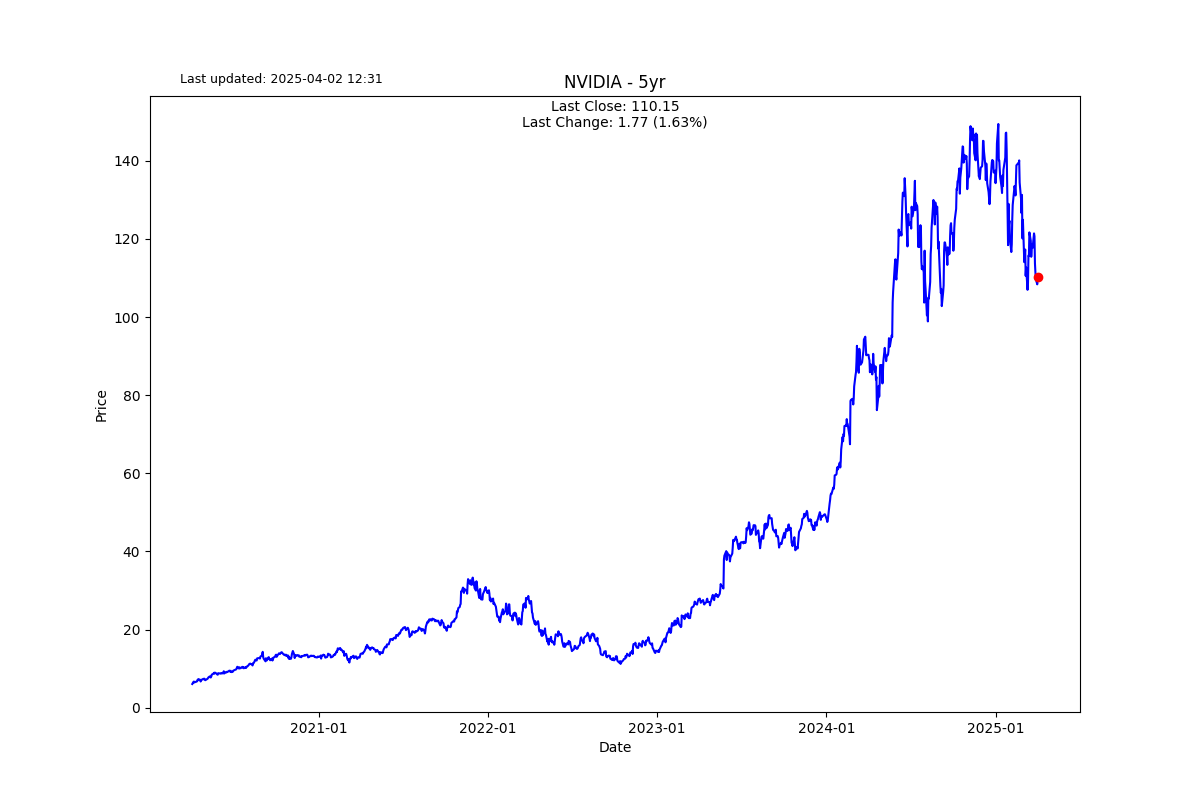 Last updated: 2025-04-02 12:31
NVIDIA - 5yr
Last Close: 110.15
Last Change: 1.77 (1.63%)
140
120
100
80
60
40
20
0
Price
2021-01
2022-01
2023-01
2024-01
2025-01
Date